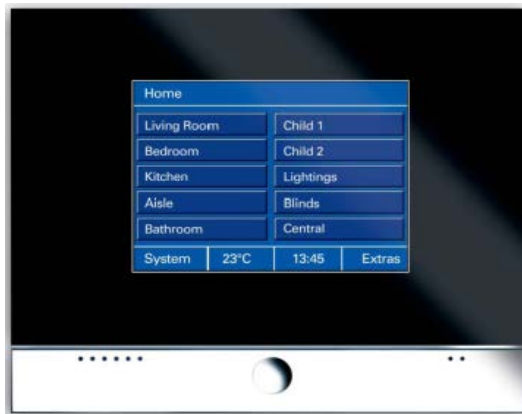 Home
Living Room
Child 1
Bedroom
Child 2
Kitchen
Lightings
Aisle
Blinds
Bathroom
Central
System 23°C 13:45 Extras